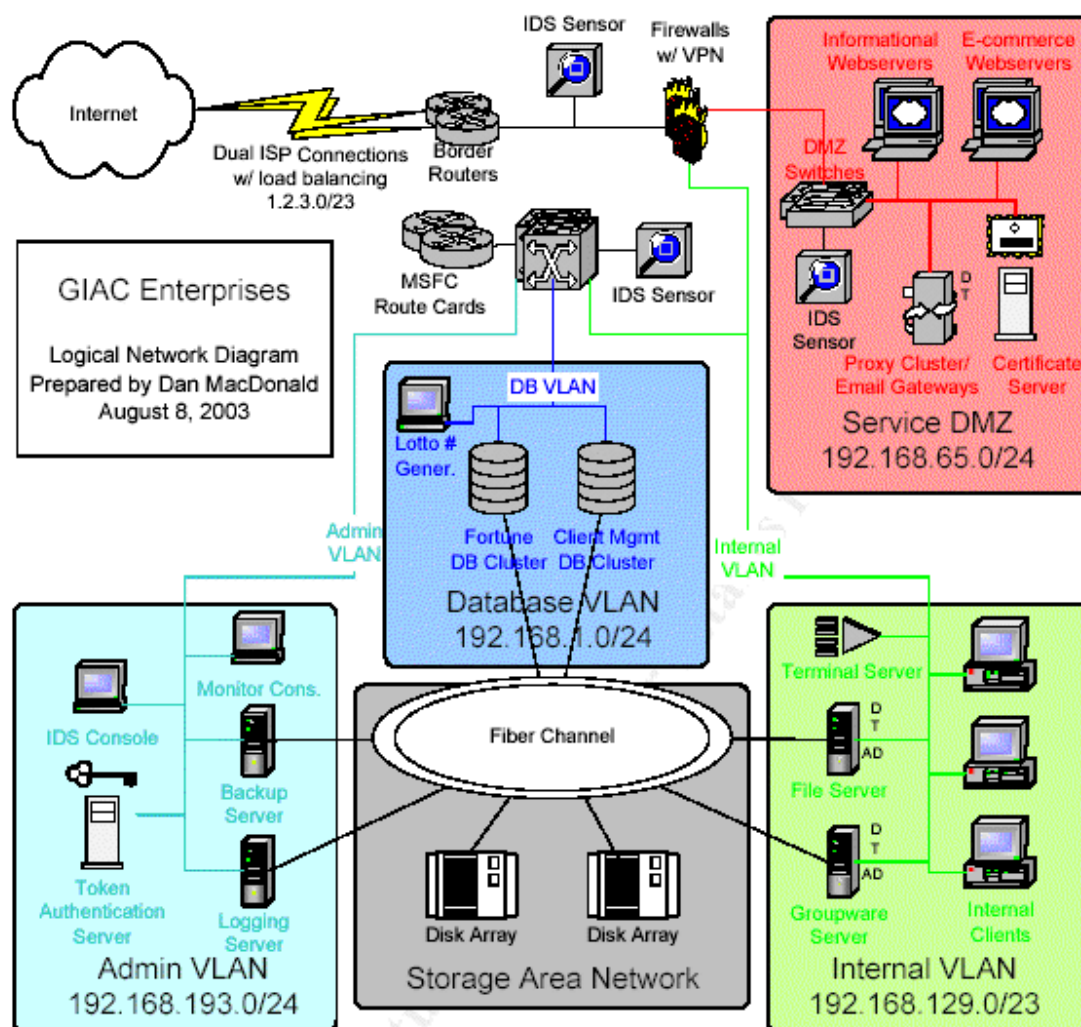 IDS Sensor
Firewalls
w/ VPN
Informational
Webservers
E-commerce
Webservers
Internet
Dual ISP Connections
w/ load balancing
1.2.3.0/23
Border
Routers
DMZ
Switches
MSFC
Route Cards
IDS Sensor
IDS
Sensor
D
T
Proxy Cluster/
Email Gateways
Certificate
Server
Service DMZ
192.168.65.0/24
GIAC Enterprises
Logical Network Diagram
Prepared by Dan MacDonald
August 8, 2003
DB VLAN
Lotto #
Gener.
Fortune
DB Cluster
Client Mgmt
DB Cluster
Database VLAN
192.168.1.0/24
Admin
VLAN
Internal
VLAN
Monitor Cons.
IDS Console
Backup
Server
Token
Authentication
Server
Logging
Server
Admin VLAN
192.168.193.0/24
Fiber Channel
Disk Array
Disk Array
Storage Area Network
Terminal Server
D
T
AD
File Server
D
T
AD
Groupware
Server
Internal
Clients
Internal VLAN
192.168.129.0/23